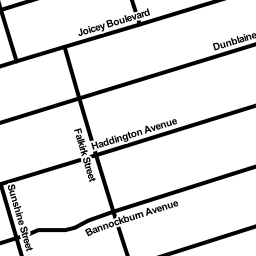 Joicey Boulevard
Dunblaine
Haddington Avenue
Falkirk Street
Sunshine Street
Bannockburn Avenue